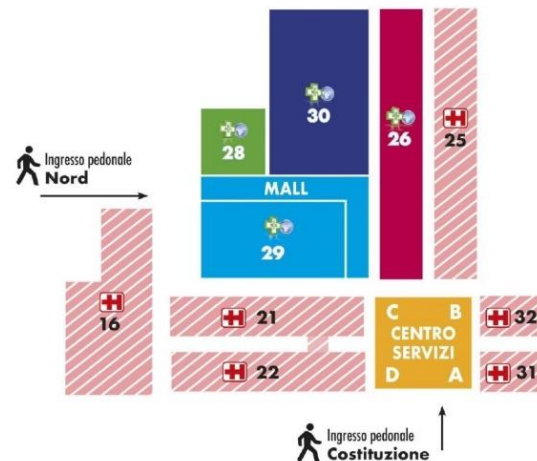 30
28
26
25
Ingresso pedonale
Nord
MALL
29
16
21
22
C B
CENTRO
SERVIZI
D A
32
31
Ingresso pedonale
Costituzione